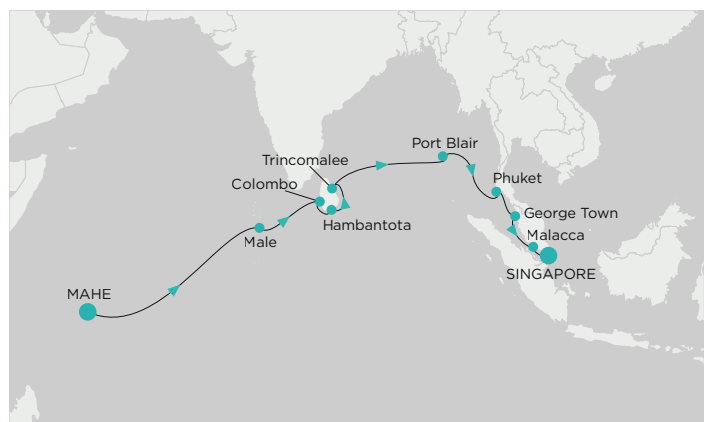 Port Blair
Trincomalee
Phuket
Colombo
George Town
Hambantota
Malacca
Male
SINGAPORE
MAHE